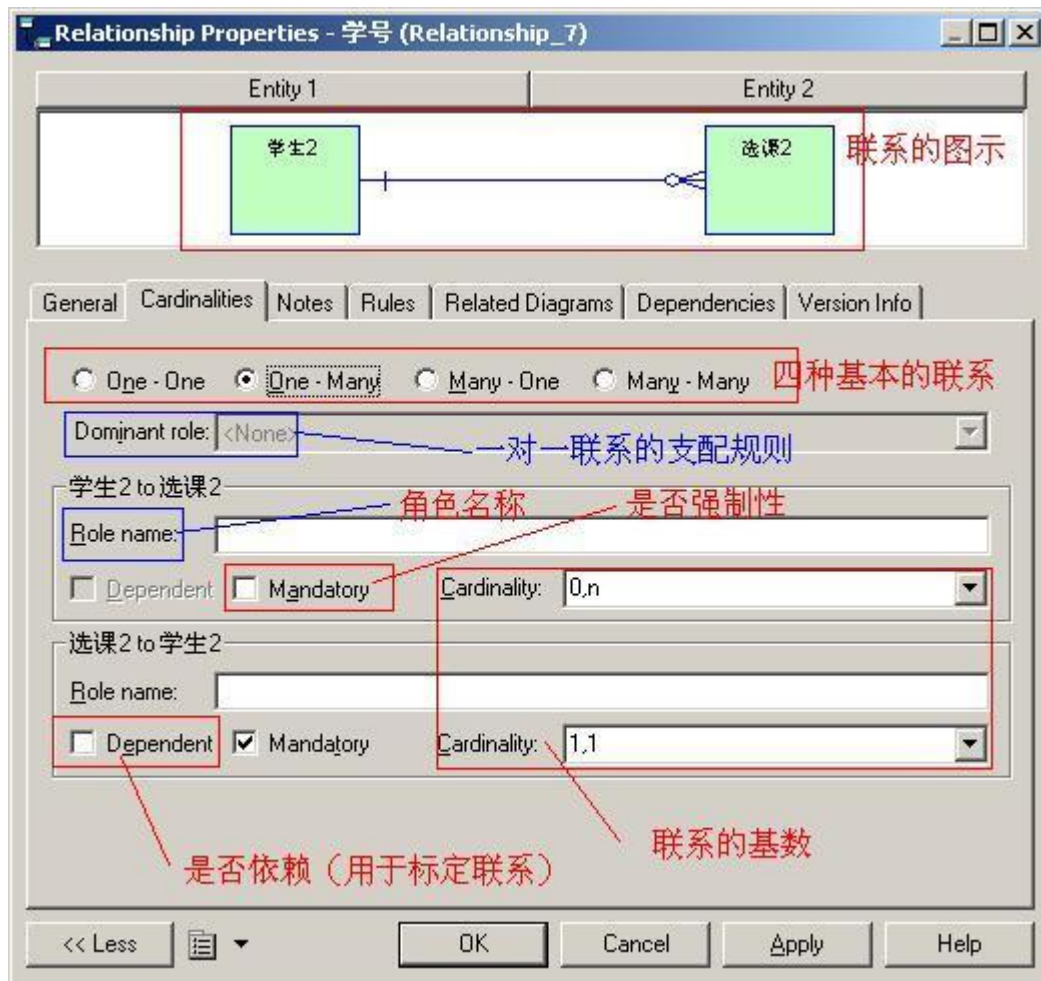 Relationship Properties - 学号 (Relationship_7)
Entity 1 Entity 2
学生2 选课2 联系的图示
General Cardinalities Notes Rules Related Diagrams Dependencies Version Info
One - One One - Many Many - One Many - Many 四种基本的联系
Dominant role: <None> 一对一联系的支配规则
学生2 to 选课2
角色名称 是否强制性
Role name:
Dependent Mandatory Cardinality: 0,n
选课2 to 学生2
Role name:
Dependent Mandatory Cardinality: 1,1
联系的基数
是否依赖（用于标定联系）
<< Less OK Cancel Apply Help